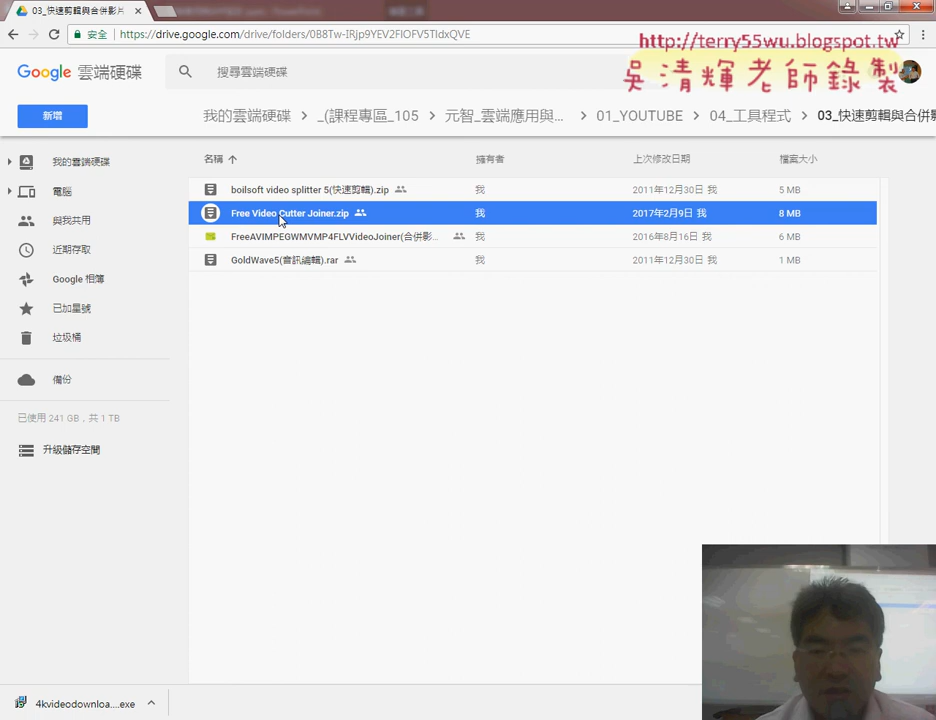 03_快速剪輯與合併影片
安全 https://drive.google.com/drive/folders/0B8Tw-IRjp9YEV2FIOFV5TldxQVE
http://terry55wu.blogspot.tw
吳清輝老師錄製
Google 雲端硬碟
搜尋雲端硬碟
新增
我的雲端硬碟 > _(課程專區_105 > 元智_雲端應用與... > 01_YOUTUBE > 04_工具程式 > 03_快速剪輯與合併影
名稱 擁有者 上次修改日期 檔案大小
我的雲端硬碟
電腦
與我共用
近期存取
Google 相簿
已加星號
垃圾桶
備份
已使用 241 GB，共 1 TB
升級儲存空間
boilsoft video splitter 5(快速剪輯).zip 我 2011年12月30日 我 5 MB
Free Video Cutter Joiner.zip 我 2017年2月9日 我 8 MB
FreeAVIMPEGWMVMP4FLVVideoJoiner(合併影... 我 2016年8月16日 我 6 MB
GoldWave5(音訊編輯).rar 我 2011年12月30日 我 1 MB
4kvideodownloa....exe